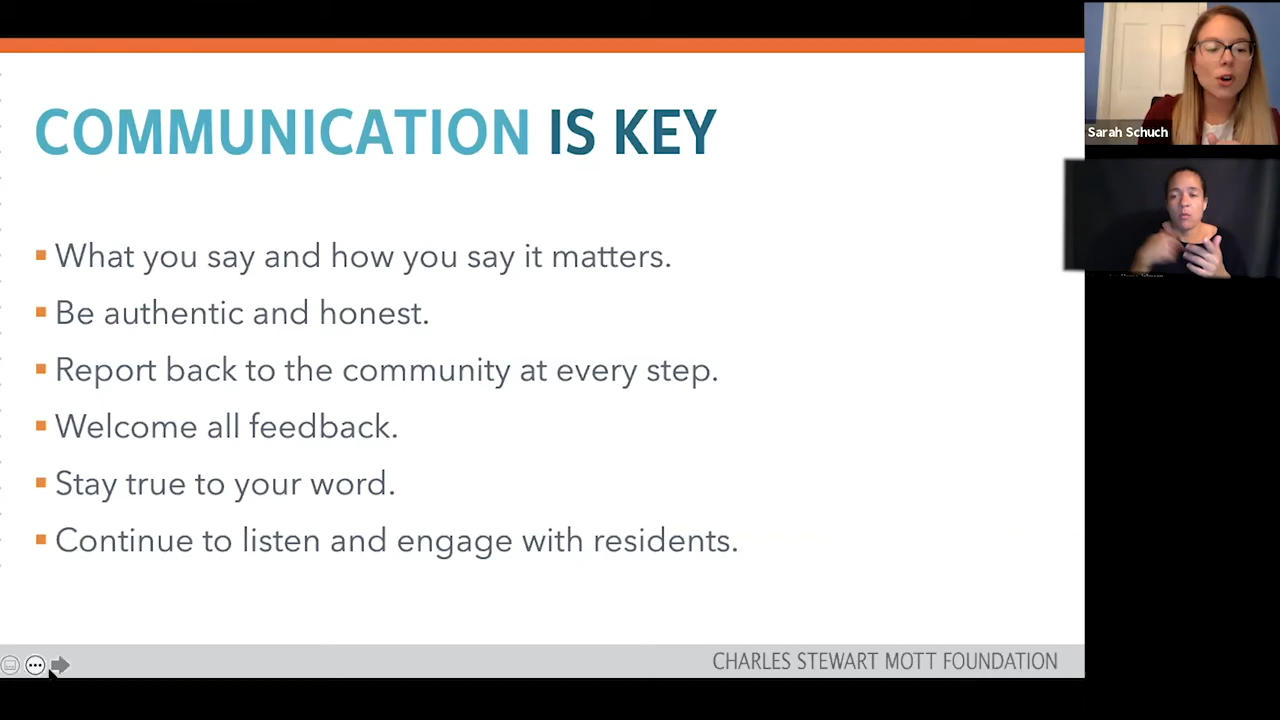 COMMUNICATION IS KEY
What you say and how you say it matters.
Be authentic and honest.
Report back to the community at every step.
Welcome all feedback.
Stay true to your word.
Continue to listen and engage with residents.
CHARLES STEWART MOTT FOUNDATION
Sarah Schuch